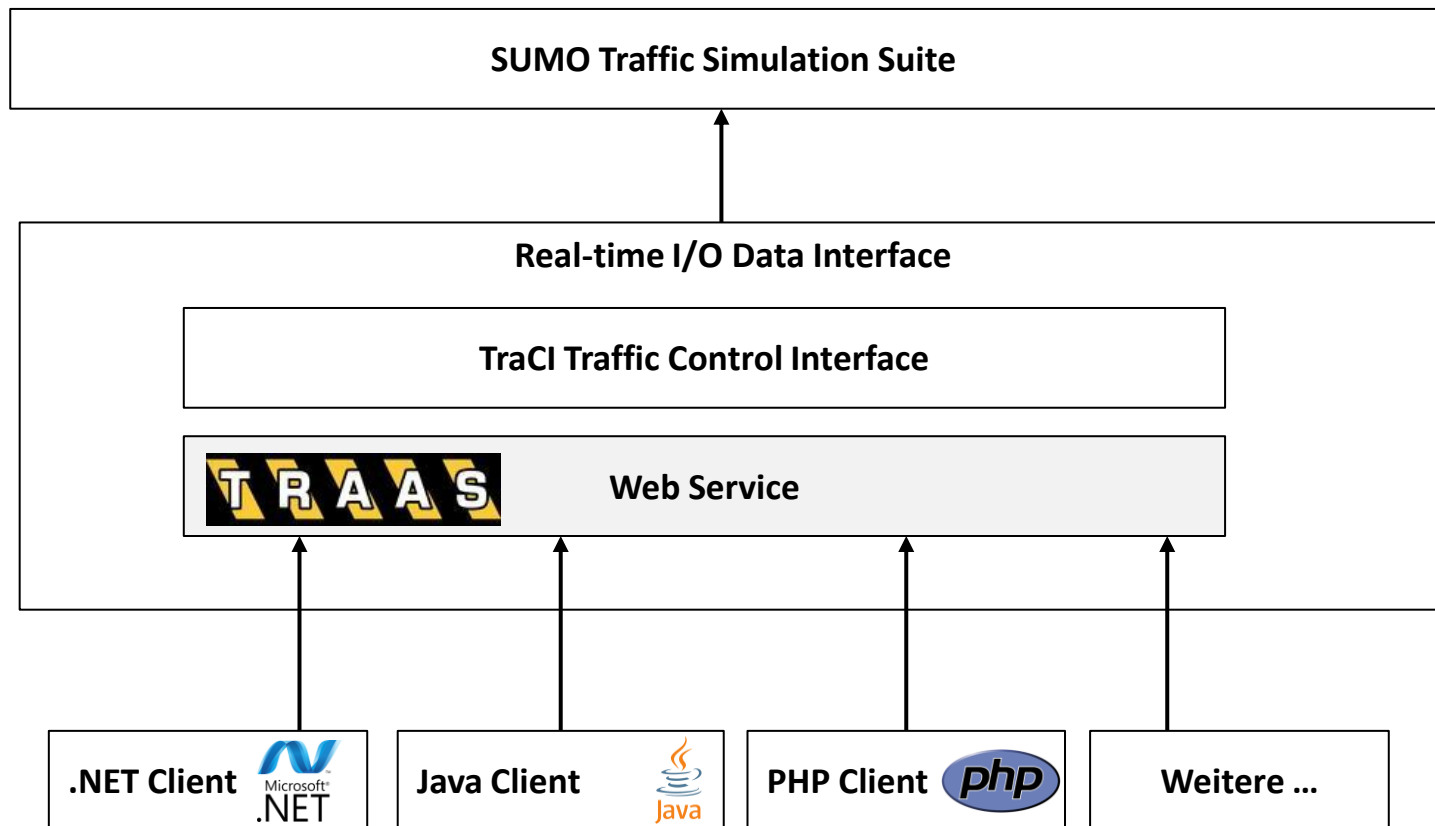 SUMO Traffic Simulation Suite
Real-time I/O Data Interface
TraCI Traffic Control Interface
TRAAS
Web Service
.NET Client
Microsoft®
.NET
Java Client
Java
PHP Client
php
Weitere ...